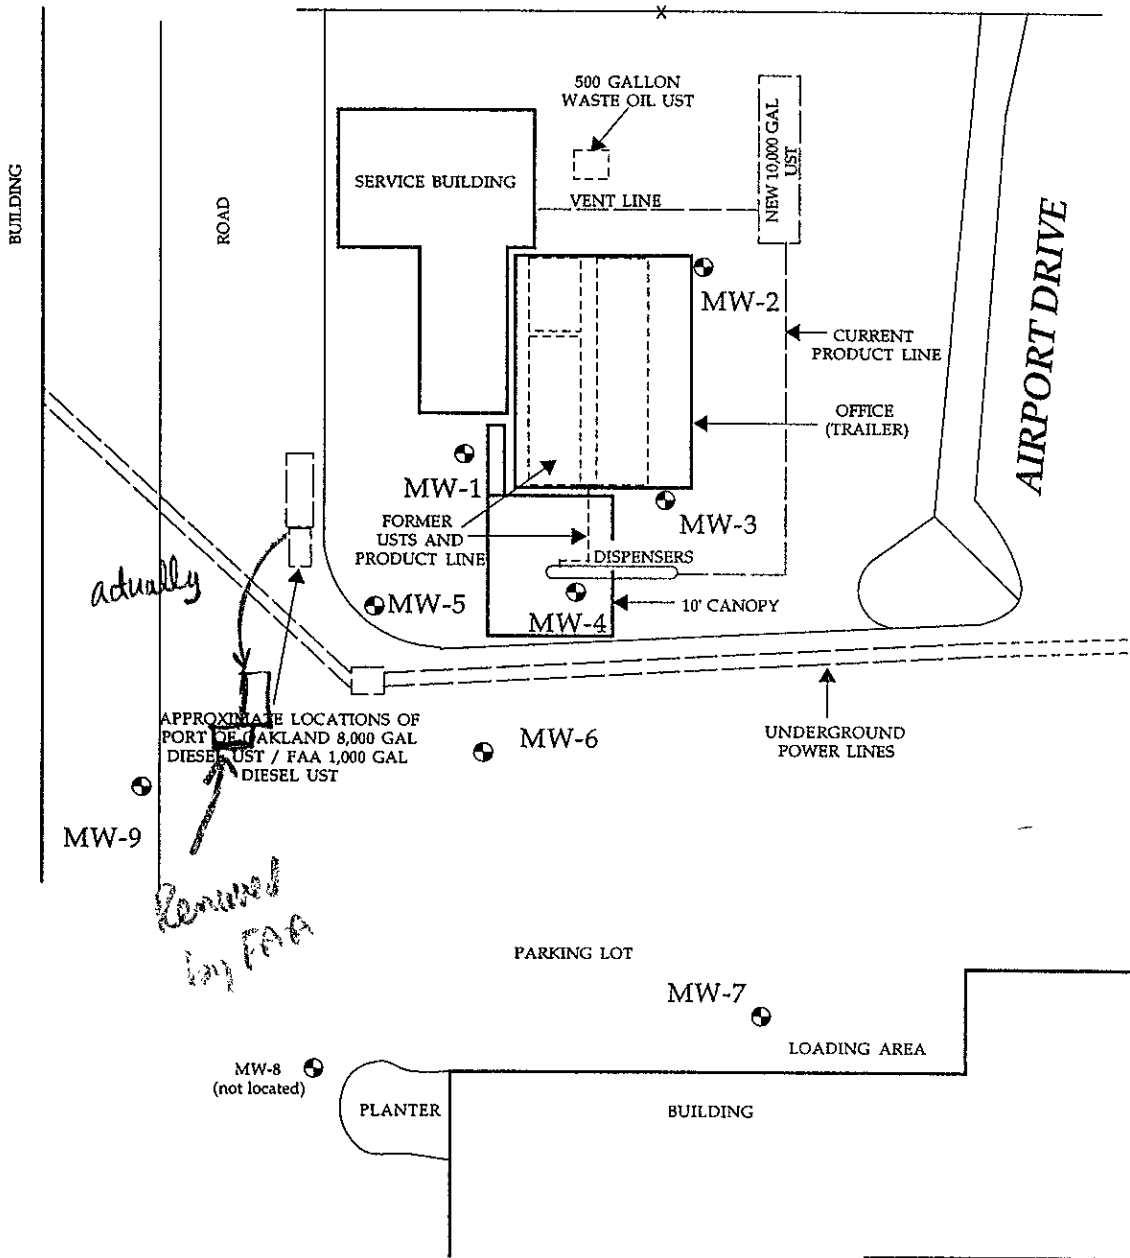 X
500 GALLON
WASTE OIL UST
NEW 10,000 GAL
UST
SERVICE BUILDING
VENT LINE
BUILDING
ROAD
MW-2
AIRPORT DRIVE
CURRENT
PRODUCT LINE
OFFICE
(TRAILER)
MW-1
MW-3
FORMER
USTS AND
PRODUCT LINE
DISPENSERS
actually
MW-5
MW-4
10' CANOPY
APPROXIMATE LOCATIONS OF
PORT OF OAKLAND 8,000 GAL
DIESEL UST / FAA 1,000 GAL
DIESEL UST
MW-6
UNDERGROUND
POWER LINES
MW-9
Removed
by FAA
PARKING LOT
MW-7
LOADING AREA
MW-8
(not located)
PLANTER
BUILDING